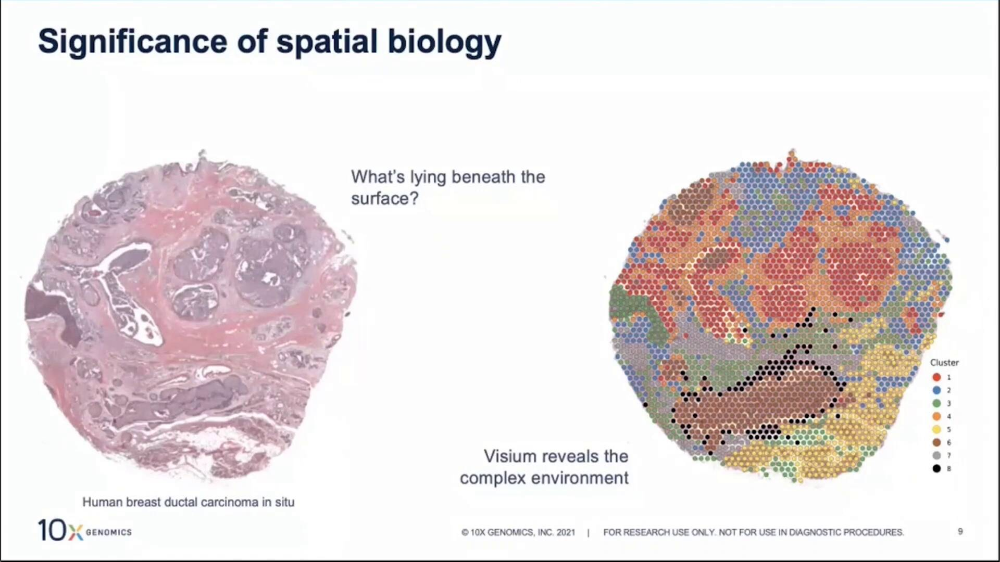 Significance of spatial biology
What's lying beneath the
surface?
Cluster
1
2
3
4
5
6
7
8
Visium reveals the
complex environment
Human breast ductal carcinoma in situ
10X GENOMICS
© 10X GENOMICS, INC. 2021 | FOR RESEARCH USE ONLY. NOT FOR USE IN DIAGNOSTIC PROCEDURES.
9